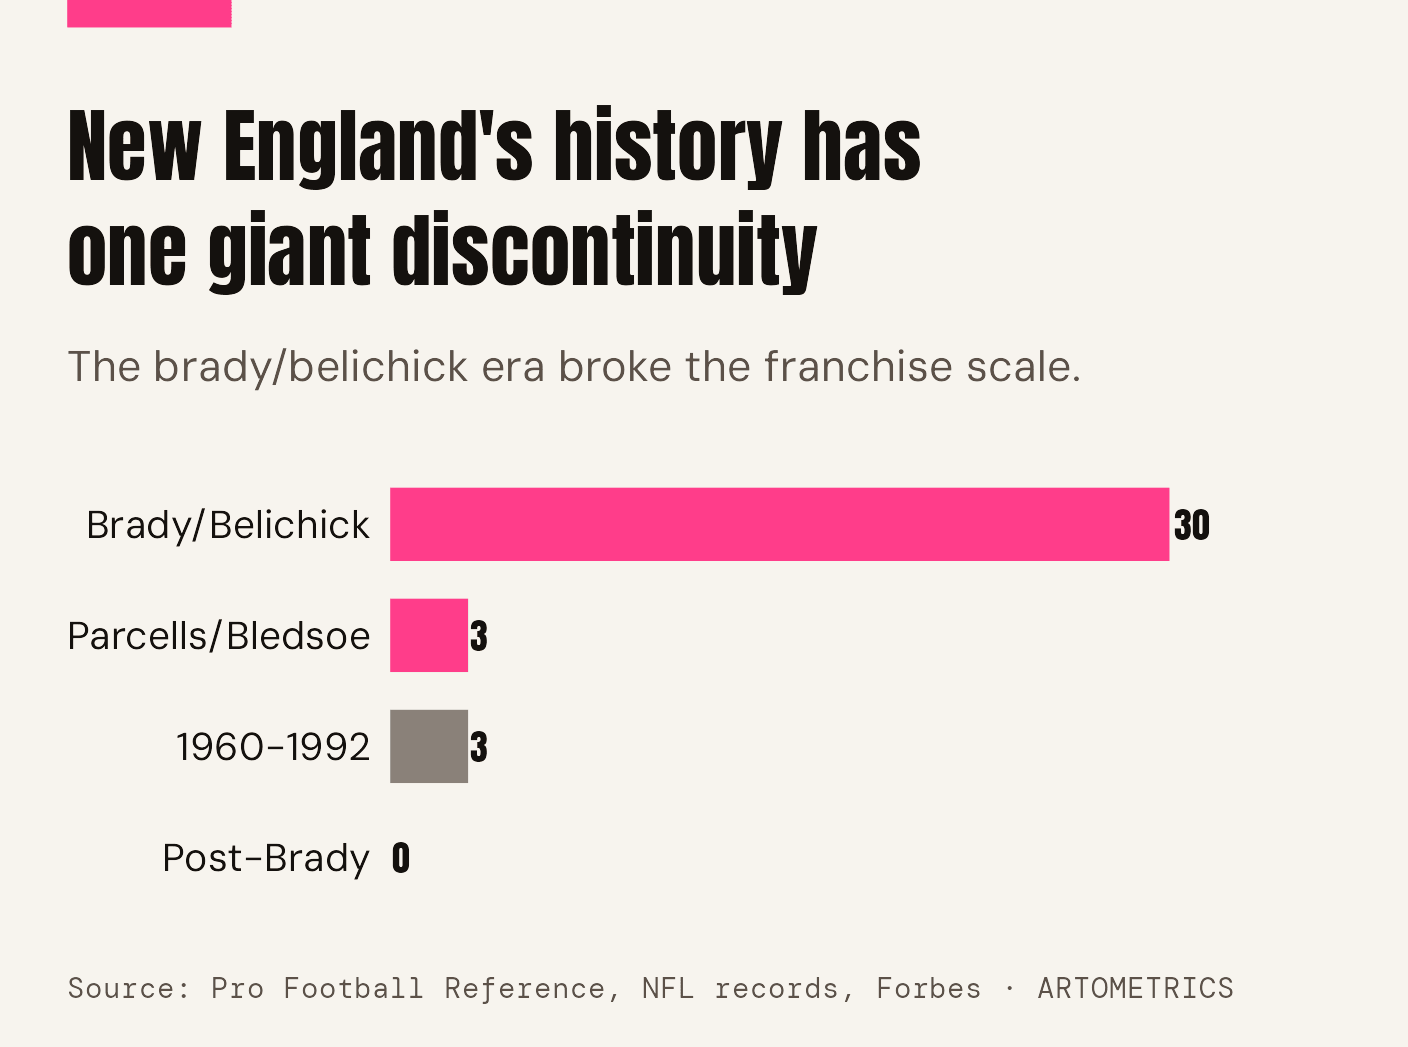 New England's history has
one giant discontinuity
The brady/belichick era broke the franchise scale.
Brady/Belichick 30
Parcells/Bledsoe 3
1960–1992 3
Post-Brady 0
Source: Pro Football Reference, NFL records, Forbes · ARTOMETRICS